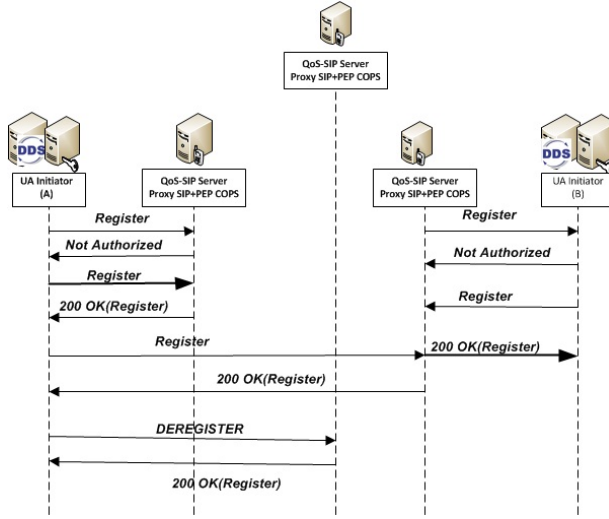 QoS-SIP Server
Proxy SIP+PEP COPS
DDS
DDS
UA Initiator
(A)
QoS-SIP Server
Proxy SIP+PEP COPS
QoS-SIP Server
Proxy SIP+PEP COPS
UA Initiator
(B)
Register
Register
Not Authorized
Not Authorized
Register
Register
200 OK(Register)
Register
200 OK(Register)
200 OK(Register)
DEREGISTER
200 OK(Register)